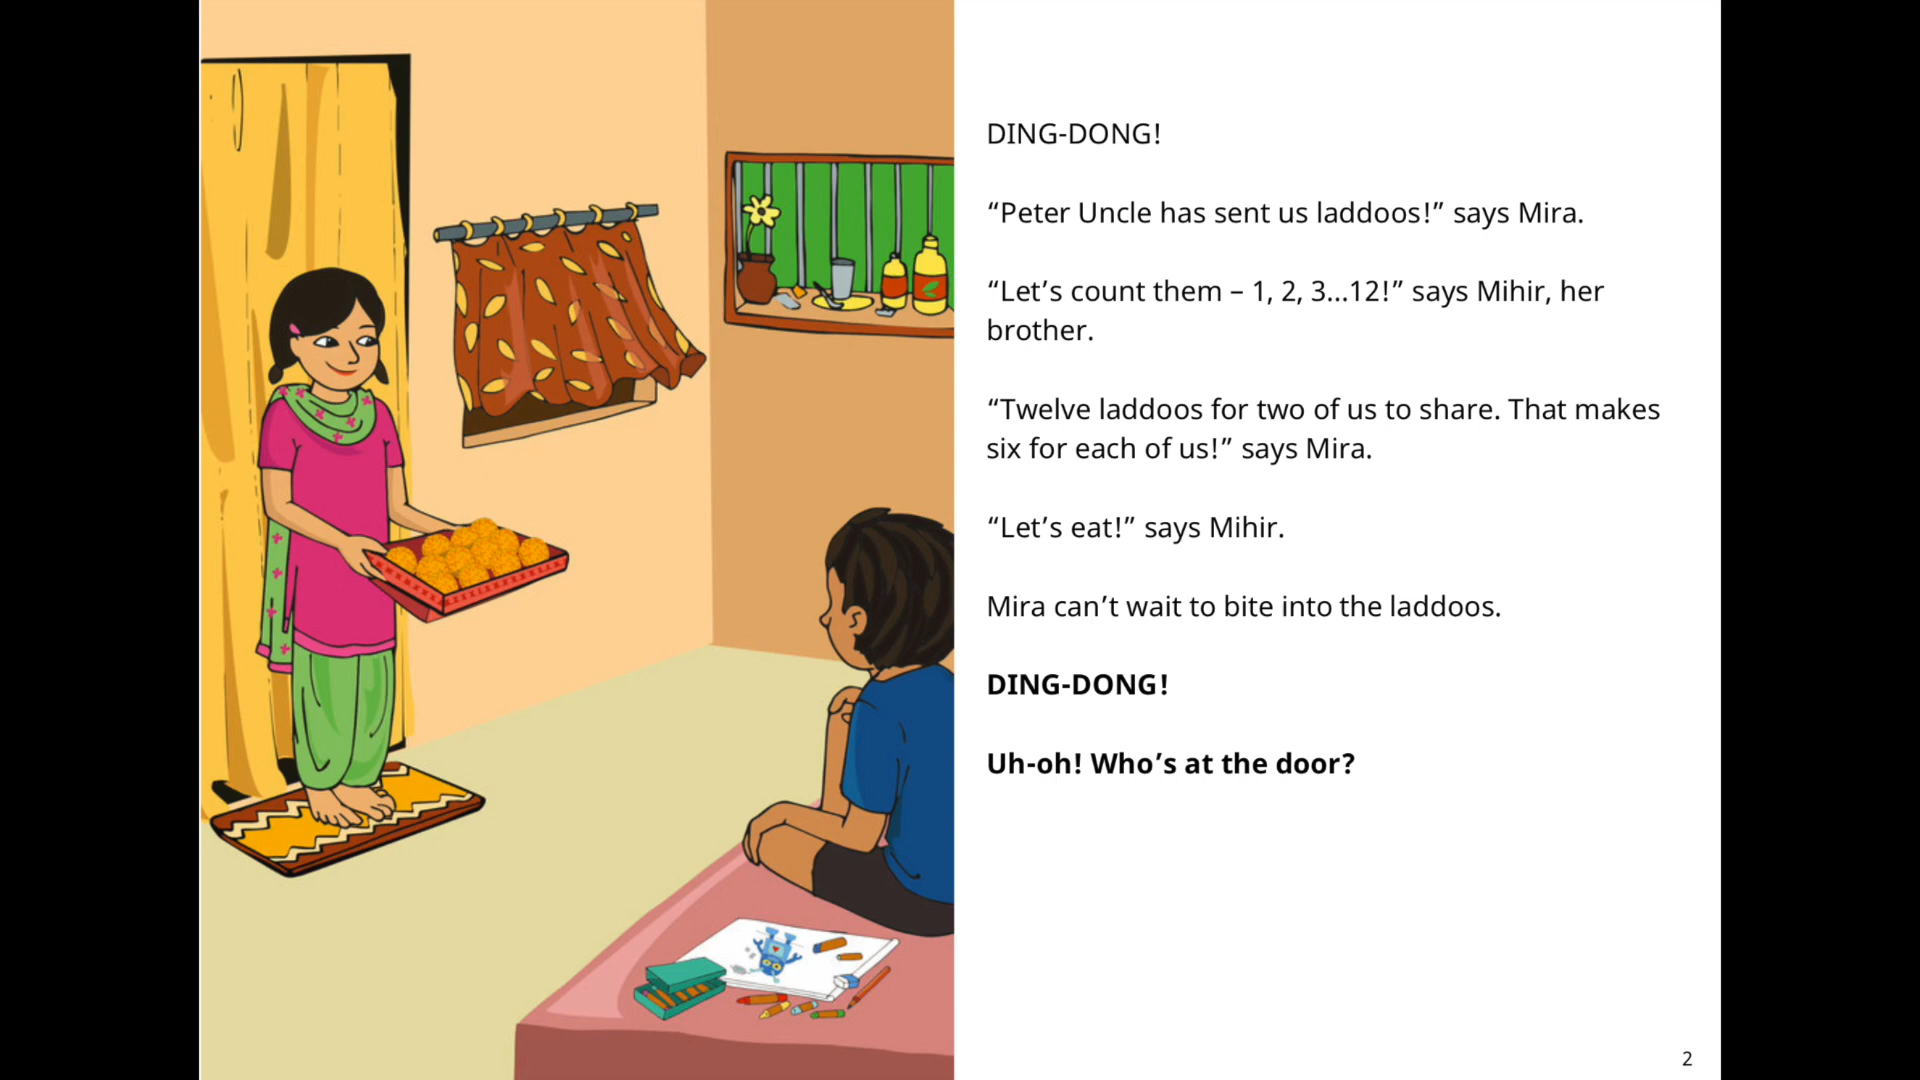 DING-DONG!
“Peter Uncle has sent us laddoos!” says Mira.
“Let’s count them – 1, 2, 3...12!” says Mihir, her
brother.
“Twelve laddoos for two of us to share. That makes
six for each of us!” says Mira.
“Let’s eat!” says Mihir.
Mira can’t wait to bite into the laddoos.
DING-DONG!
Uh-oh! Who’s at the door?
2